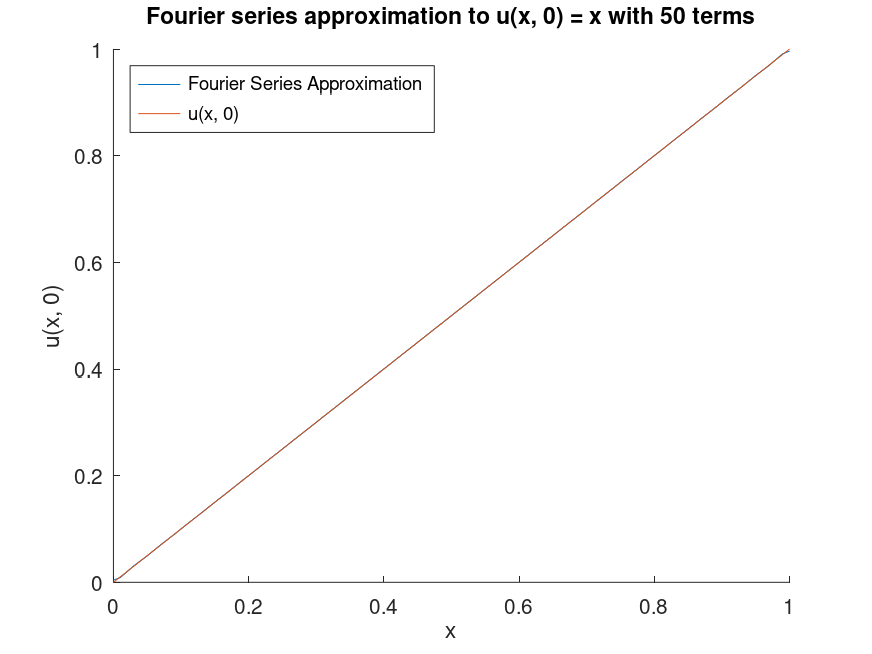 Fourier series approximation to u(x, 0) = x with 50 terms
Fourier Series Approximation
u(x, 0)
1
0.8
0.6
0.4
0.2
0
u(x, 0)
0 0.2 0.4 0.6 0.8 1
x